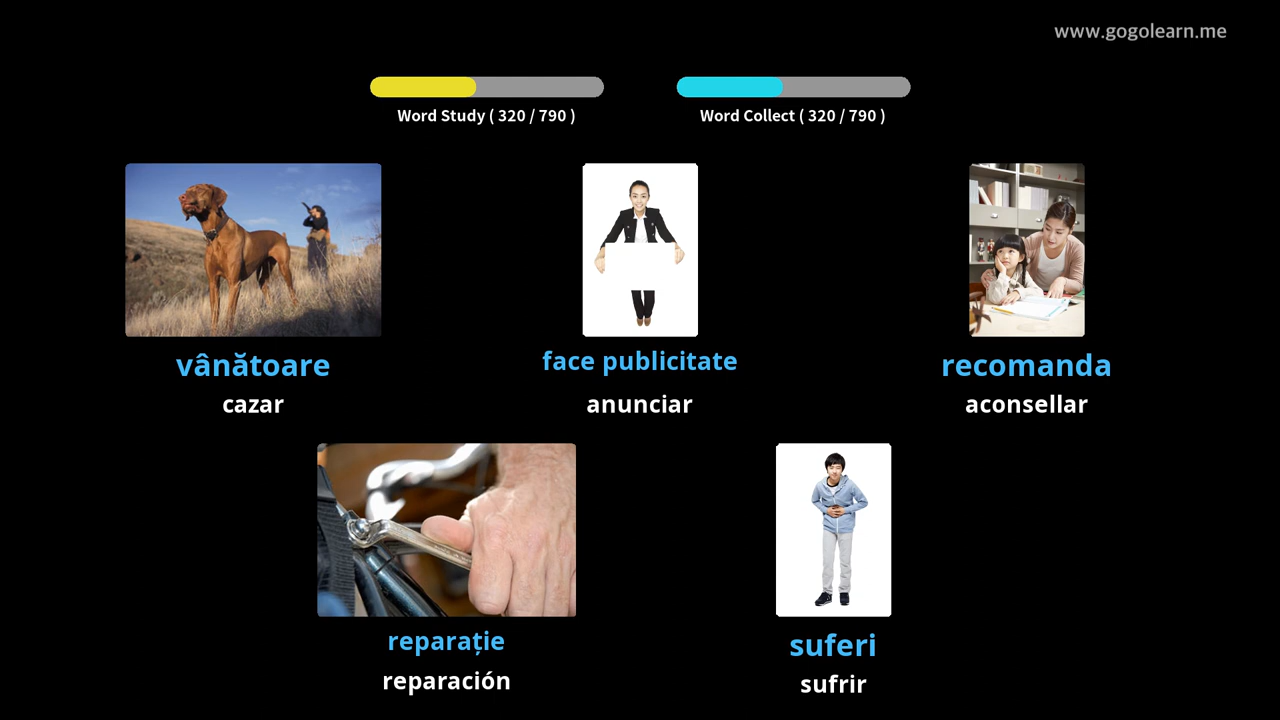 www.gogolearn.me
Word Study ( 320 / 790 )
Word Collect ( 320 / 790 )
vânătoare
cazar
face publicitate
anunciar
recomanda
aconsellar
reparație
reparación
suferi
sufrir